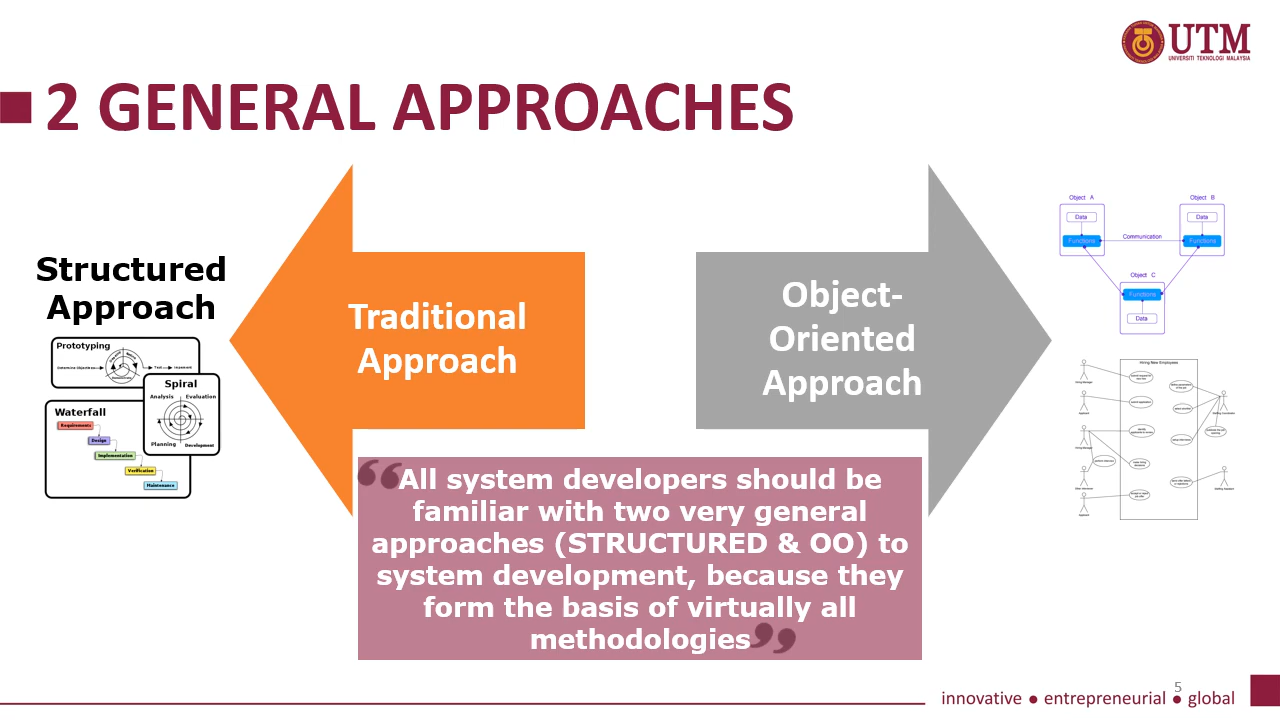 UTM
UNIVERSITI TEKNOLOGI MALAYSIA
2 GENERAL APPROACHES
Structured
Approach
Prototyping
Spiral
Analysis Evaluation
Planning Development
Waterfall
Requirements
Design
Implementation
Verification
Maintenance
Traditional
Approach
Object-
Oriented
Approach
Object A
Data
Functions
Object B
Data
Functions
Communication
Object C
Functions
Data
Hiring New Employees
“All system developers should be
familiar with two very general
approaches (STRUCTURED & OO) to
system development, because they
form the basis of virtually all
methodologies”
5
innovative ● entrepreneurial ● global